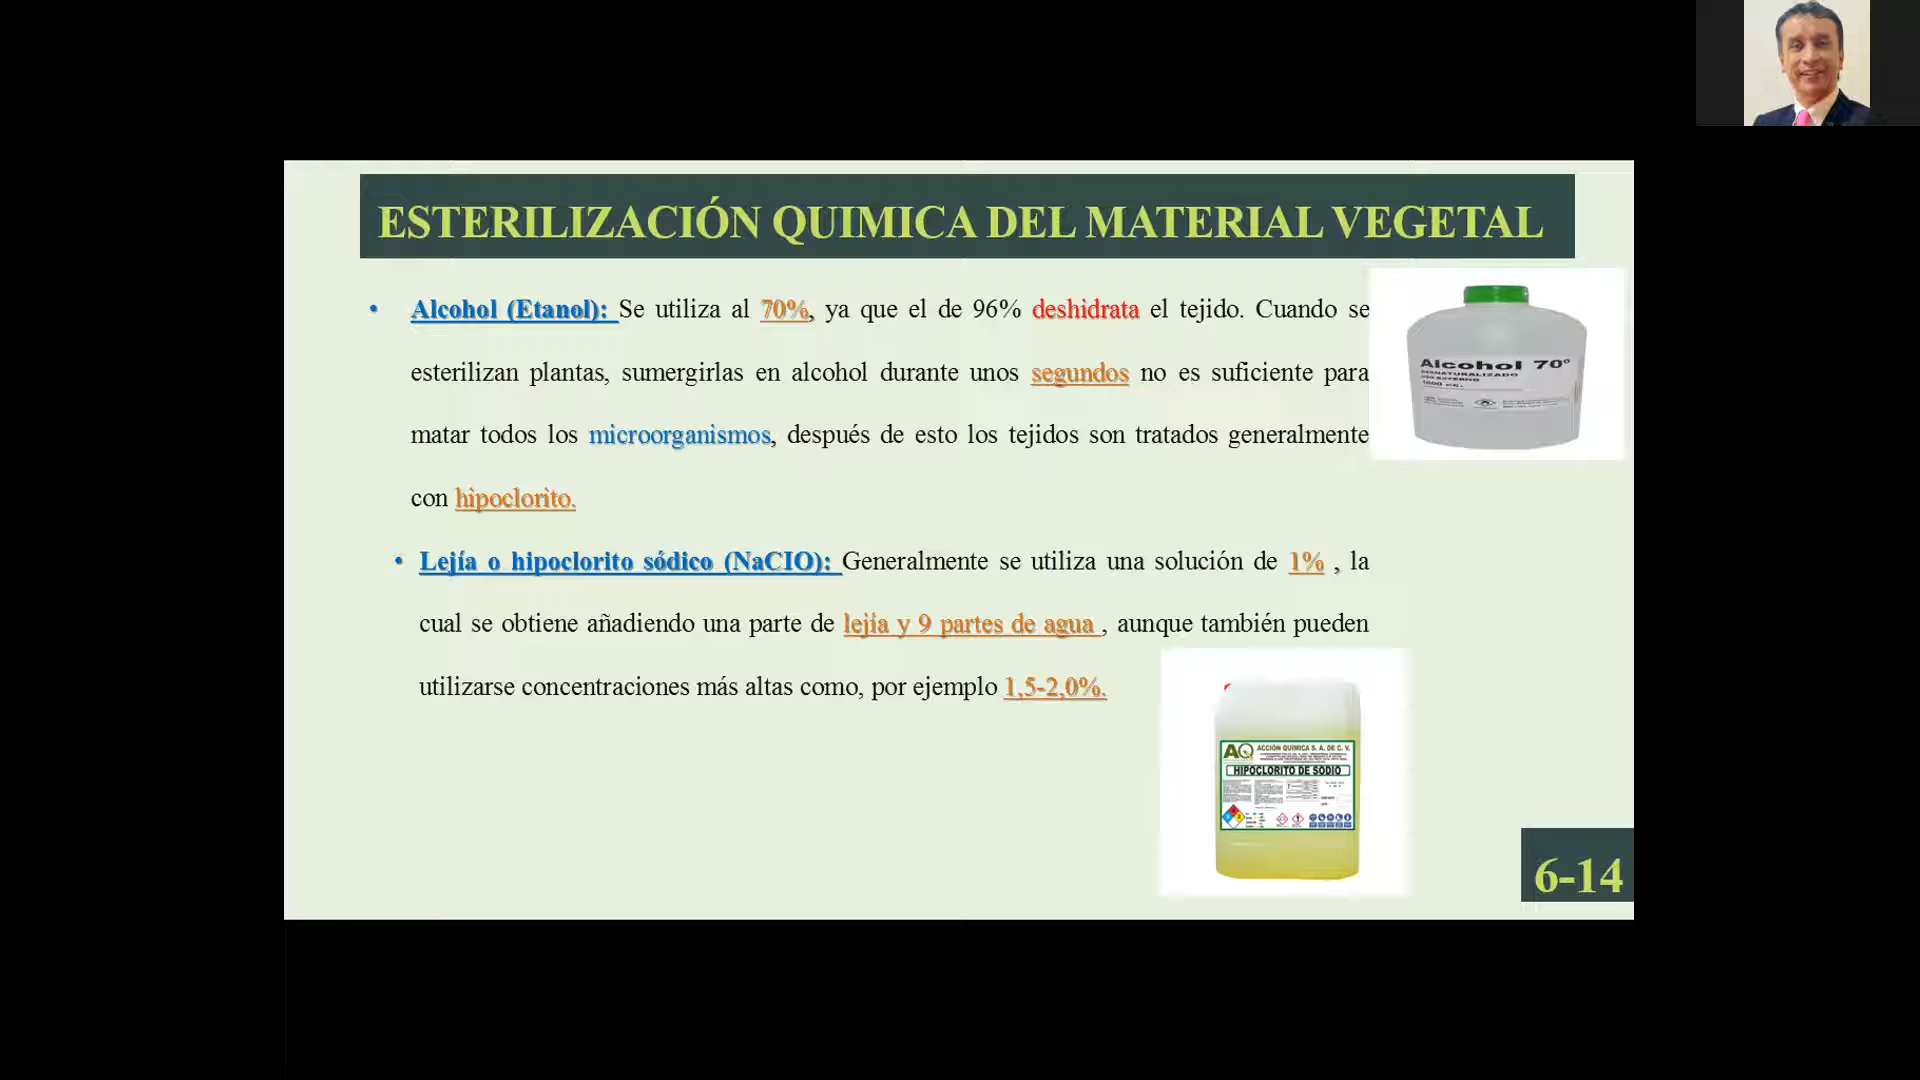 ESTERILIZACIÓN QUIMICA DEL MATERIAL VEGETAL
• Alcohol (Etanol): Se utiliza al 70%, ya que el de 96% deshidrata el tejido. Cuando se
esterilizan plantas, sumergirlas en alcohol durante unos segundos no es suficiente para
matar todos los microorganismos, después de esto los tejidos son tratados generalmente
con hipoclorito.
• Lejía o hipoclorito sódico (NaCIO): Generalmente se utiliza una solución de 1% , la
cual se obtiene añadiendo una parte de lejía y 9 partes de agua , aunque también pueden
utilizarse concentraciones más altas como, por ejemplo 1,5-2,0%.
Alcohol 70°
DESNATURALIZADO
USO EXTERNO
1000 cc.
AQ ACCIÓN QUIMICA S. A. DE C. V.
HIPOCLORITO DE SODIO
6-14